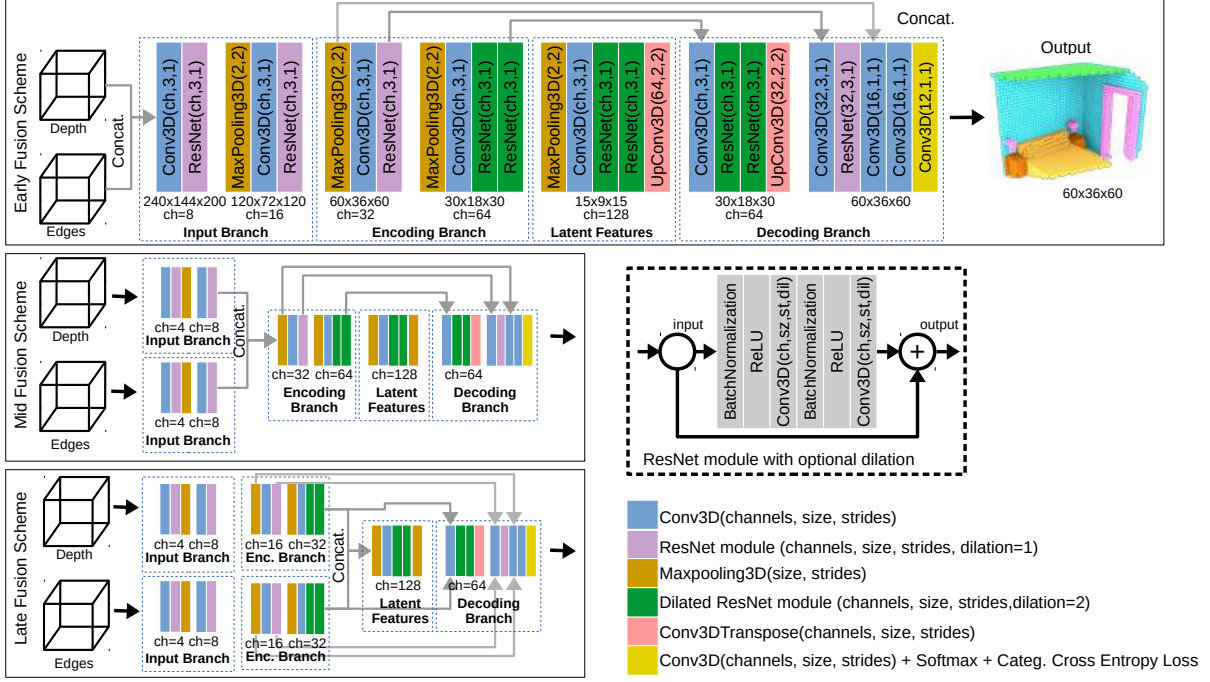 Early Fusion Scheme
Depth
Edges
Concat.
Conv3D(ch,3,1)
ResNet(ch,3,1)
MaxPooling3D(2,2)
Conv3D(ch,3,1)
ResNet(ch,3,1)
240x144x200
ch=8
120x72x120
ch=16
Input Branch
MaxPooling3D(2,2)
Conv3D(ch,3,1)
ResNet(ch,3,1)
MaxPooling3D(2,2)
Conv3D(ch,3,1)
ResNet(ch,3,1)
ResNet(ch,3,1)
60x36x60
ch=32
30x18x30
ch=64
Encoding Branch
MaxPooling3D(2,2)
Conv3D(ch,3,1)
ResNet(ch,3,1)
ResNet(ch,3,1)
UpConv3D(64,2,2)
15x9x15
ch=128
Latent Features
Conv3D(ch,3,1)
ResNet(ch,3,1)
ResNet(ch,3,1)
UpConv3D(32,2,2)
Conv3D(32,3,1)
ResNet(32,3,1)
Conv3D(16,1,1)
Conv3D(16,1,1)
Conv3D(12,1,1)
30x18x30
ch=64
60x36x60
Decoding Branch
Concat.
Output
60x36x60
Mid Fusion Scheme
Depth
Edges
ch=4 ch=8
Input Branch
ch=4 ch=8
Input Branch
Concat.
ch=32 ch=64
Encoding
Branch
ch=128
Latent
Features
ch=64
Decoding
Branch
input
BatchNormalization
ReLU
Conv3D(ch,sz,st,dil)
BatchNormalization
ReLU
Conv3D(ch,sz,st,dil)
+
output
ResNet module with optional dilation
Late Fusion Scheme
Depth
Edges
ch=4 ch=8
Input Branch
ch=4 ch=8
Input Branch
ch=16 ch=32
Enc. Branch
ch=16 ch=32
Enc. Branch
Concat.
ch=128
Latent
Features
ch=64
Decoding
Branch
Conv3D(channels, size, strides)
ResNet module (channels, size, strides, dilation=1)
Maxpooling3D(size, strides)
Dilated ResNet module (channels, size, strides,dilation=2)
Conv3DTranspose(channels, size, strides)
Conv3D(channels, size, strides) + Softmax + Categ. Cross Entropy Loss